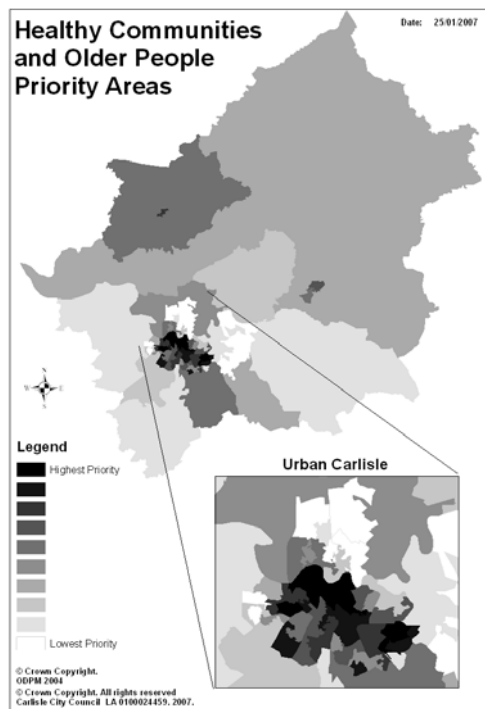 Healthy Communities
and Older People
Priority Areas
Date: 25/01/2007
N
W E
S
Legend
Highest Priority
Lowest Priority
Urban Carlisle
© Crown Copyright.
ODPM 2004
© Crown Copyright. All rights reserved
Carlisle City Council LA 0100024459. 2007.